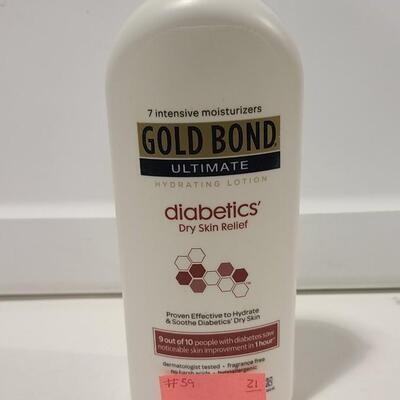 7 intensive moisturizers
GOLD BOND
ULTIMATE
HYDRATING LOTION
diabetics'
Dry Skin Relief
Proven Effective to Hydrate
& Soothe Diabetics' Dry Skin
9 out of 10 people with diabetes saw
noticeable skin improvement in 1 hour
dermatologist tested • fragrance free
#59 21